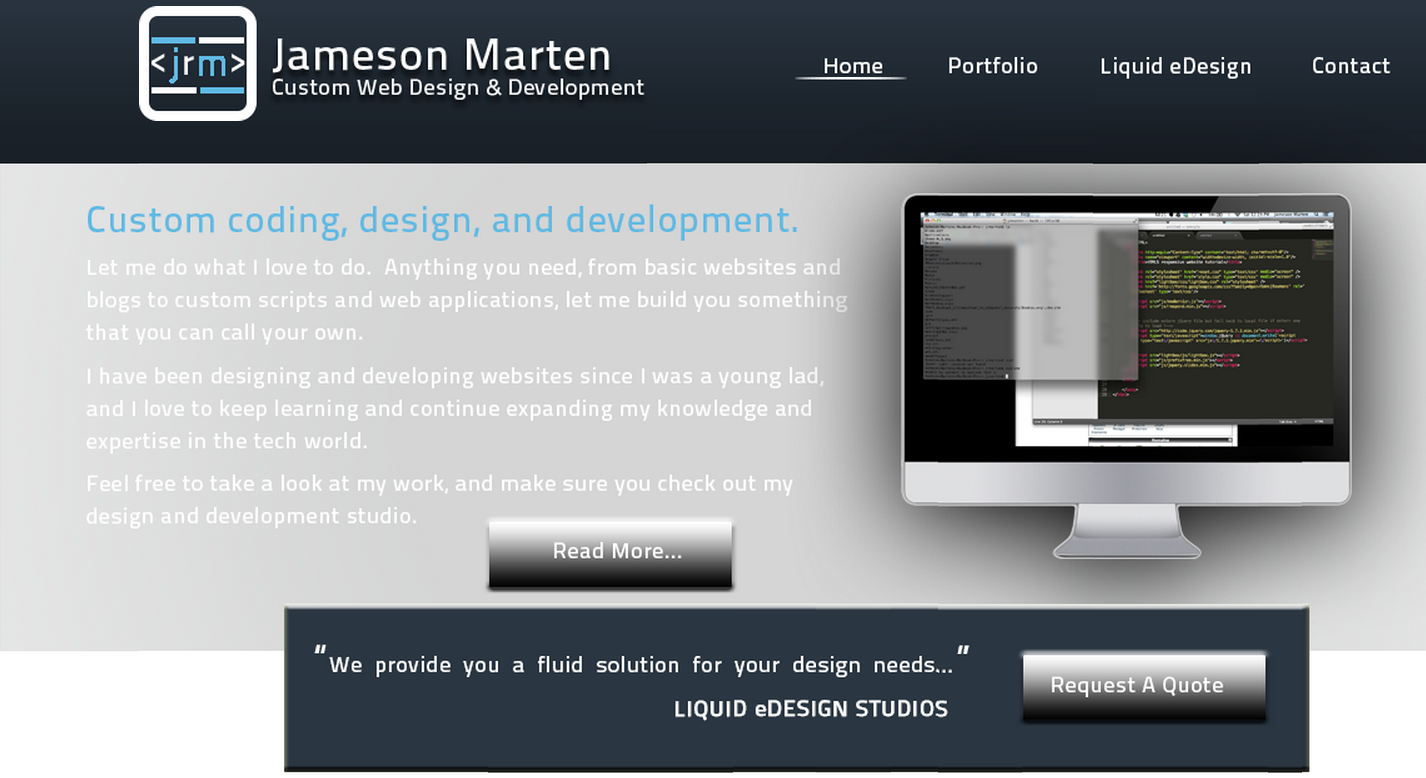 <jrm>
Jameson Marten
Custom Web Design & Development
Home
Portfolio
Liquid eDesign
Contact
Custom coding, design, and development.
Let me do what I love to do. Anything you need, from basic websites and
blogs to custom scripts and web applications, let me build you something
that you can call your own.
I have been designing and developing websites since I was a young lad,
and I love to keep learning and continue expanding my knowledge and
expertise in the tech world.
Feel free to take a look at my work, and make sure you check out my
design and development studio.
Read More...
"We provide you a fluid solution for your design needs..."
LIQUID eDESIGN STUDIOS
Request A Quote